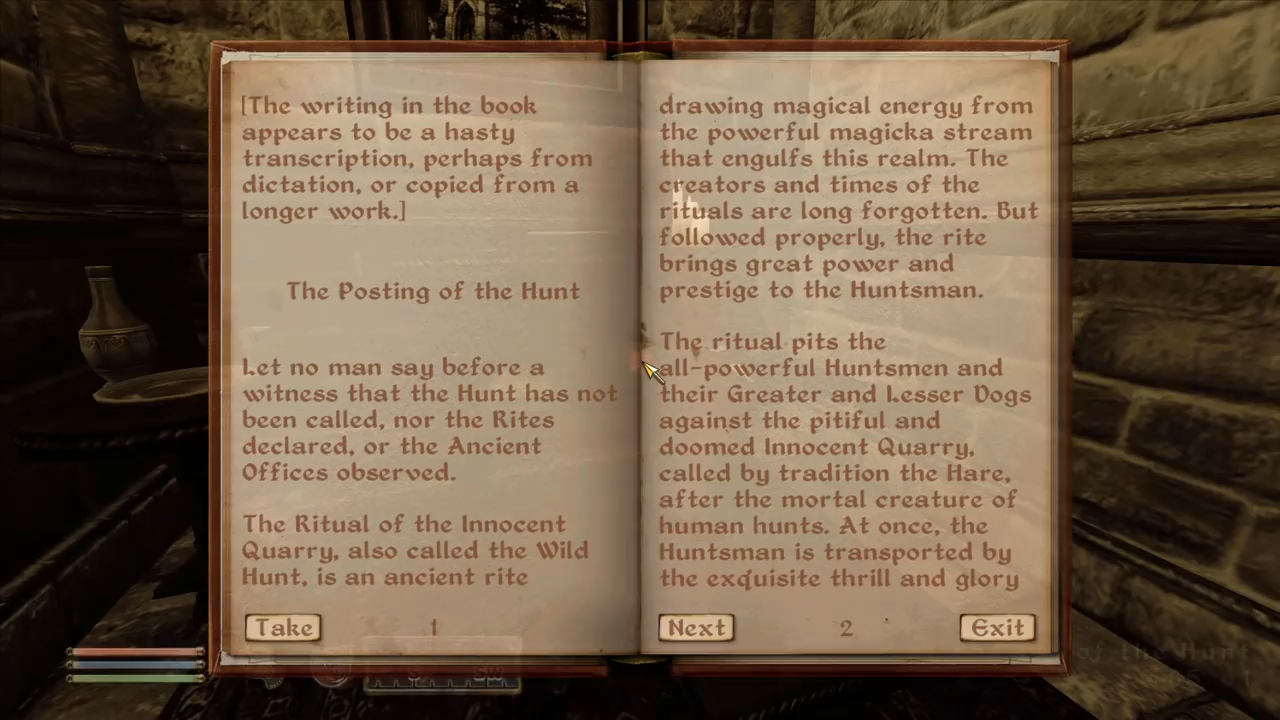 [The writing in the book
appears to be a hasty
transcription, perhaps from
dictation, or copied from a
longer work.]
The Posting of the Hunt
Let no man say before a
witness that the Hunt has not
been called, nor the Rites
declared, or the Ancient
Offices observed.
The Ritual of the Innocent
Quarry, also called the Wild
Hunt, is an ancient rite
Take
1
drawing magical energy from
the powerful magicka stream
that engulfs this realm. The
creators and times of the
rituals are long forgotten. But
followed properly, the rite
brings great power and
prestige to the Huntsman.
The ritual pits the
all-powerful Huntsmen and
their Greater and Lesser Dogs
against the pitiful and
doomed Innocent Quarry,
called by tradition the Hare,
after the mortal creature of
human hunts. At once, the
Huntsman is transported by
the exquisite thrill and glory
Next
2
Exit
of the Hunt